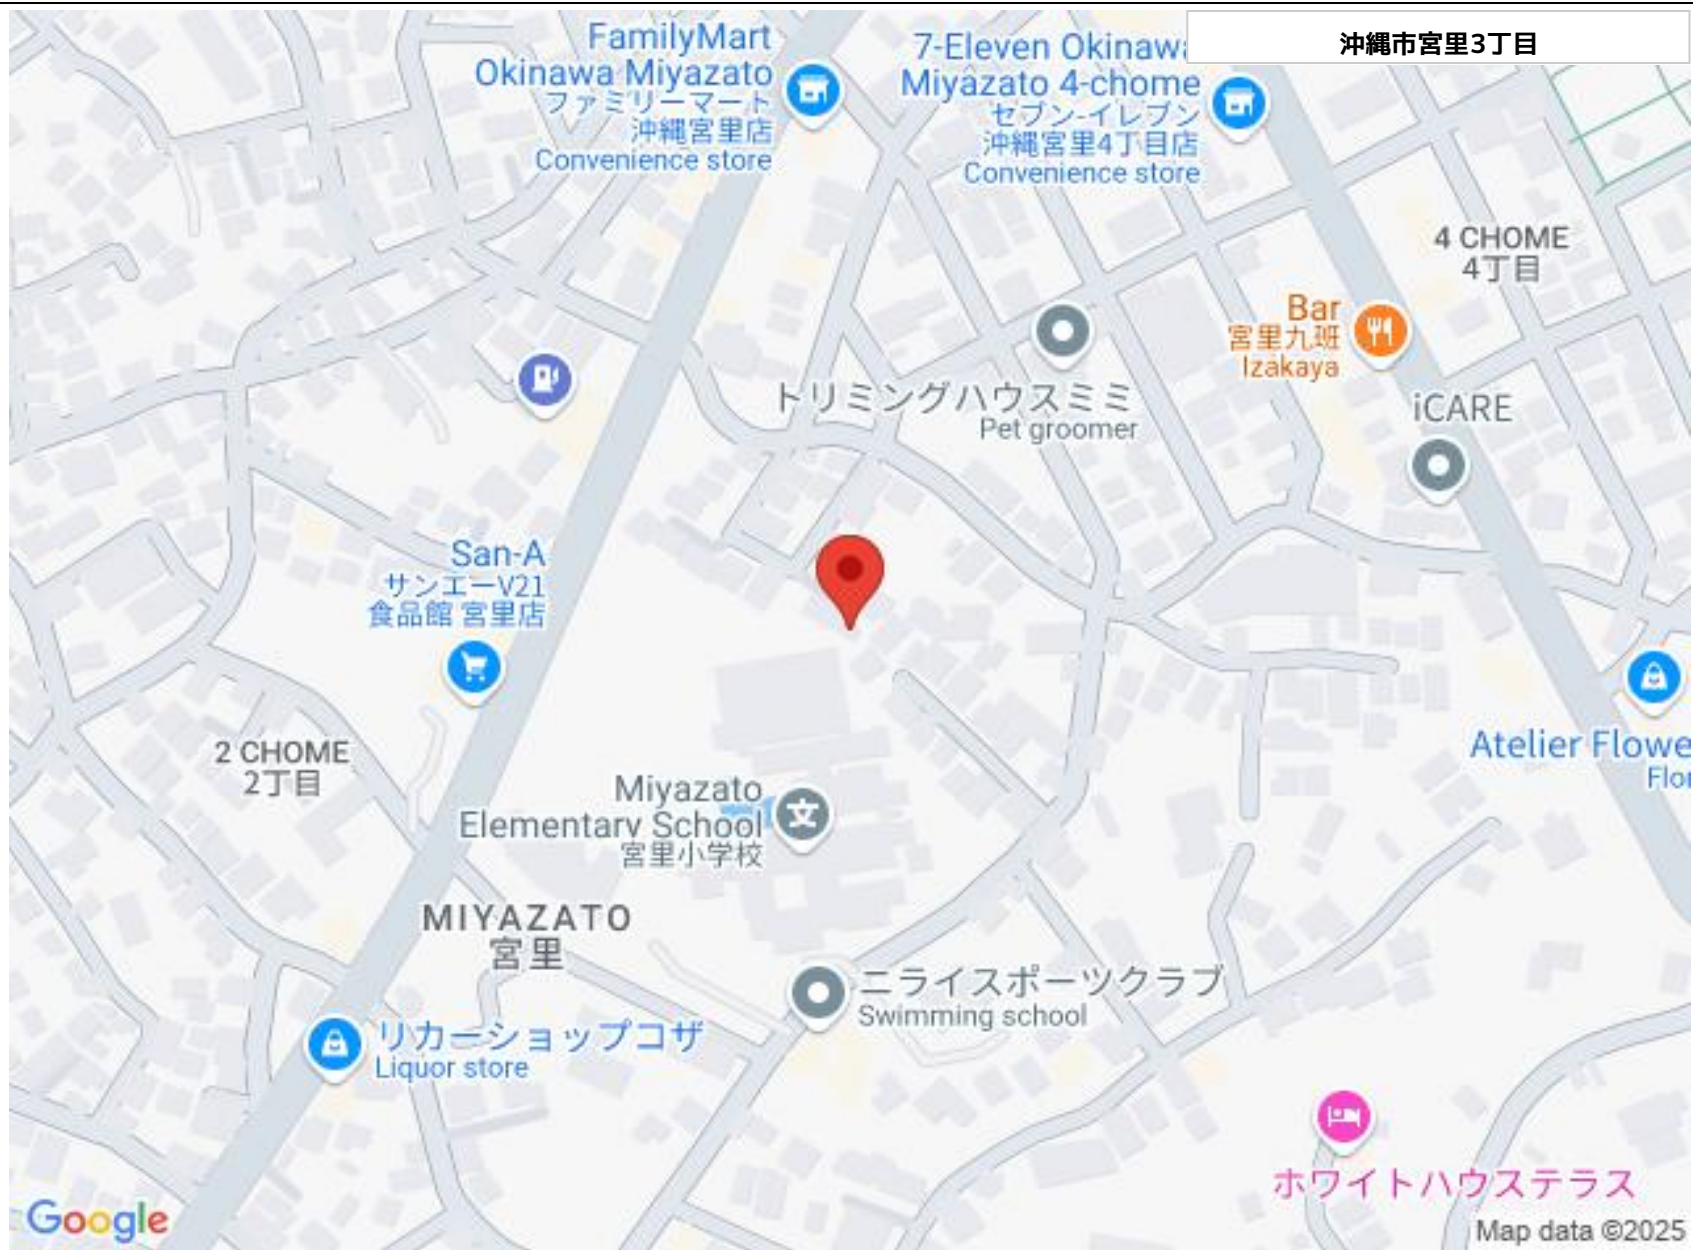 FamilyMart
Okinawa Miyazato
ファミリーマート
沖縄宮里店
Convenience store
7-Eleven Okinawa
Miyazato 4-chome
セブン-イレブン
沖縄宮里4丁目店
Convenience store
沖縄市宮里3丁目
4 CHOME
4丁目
Bar
宮里九班
Izakaya
トリミングハウスミミ
Pet groomer
iCARE
San-A
サンエーV21
食品館 宮里店
2 CHOME
2丁目
Atelier Flowe
Flor
Miyazato
Elementary School
宮里小学校
MIYAZATO
宮里
ニライスポーツクラブ
Swimming school
リカーショップコザ
Liquor store
ホワイトハウステラス
Google
Map data ©2025